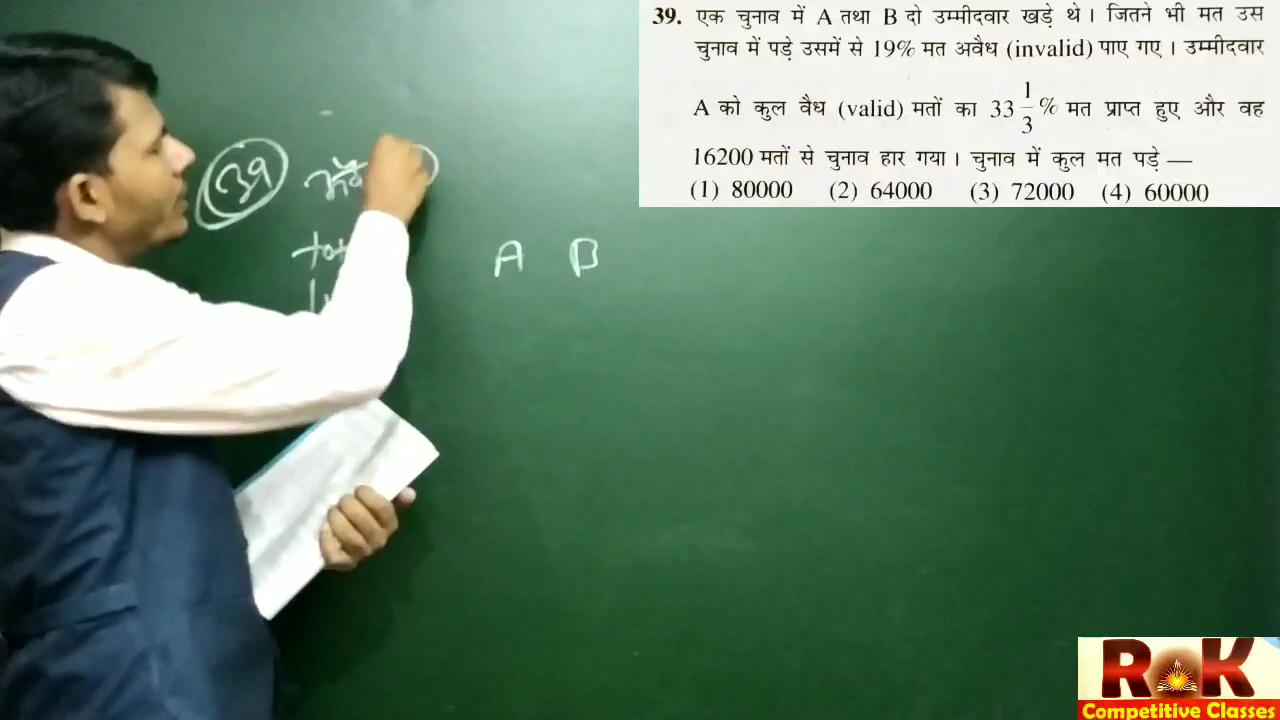 39. एक चुनाव में A तथा B दो उम्मीदवार खड़े थे। जितने भी मत उस
चुनाव में पड़े उसमें से 19% मत अवैध (invalid) पाए गए। उम्मीदवार
A को कुल वैध (valid) मतों का 33 1/3 % मत प्राप्त हुए और वह
16200 मतों से चुनाव हार गया। चुनाव में कुल मत पड़े —
(1) 80000 (2) 64000 (3) 72000 (4) 60000
39
A B
RK
Competitive Classes